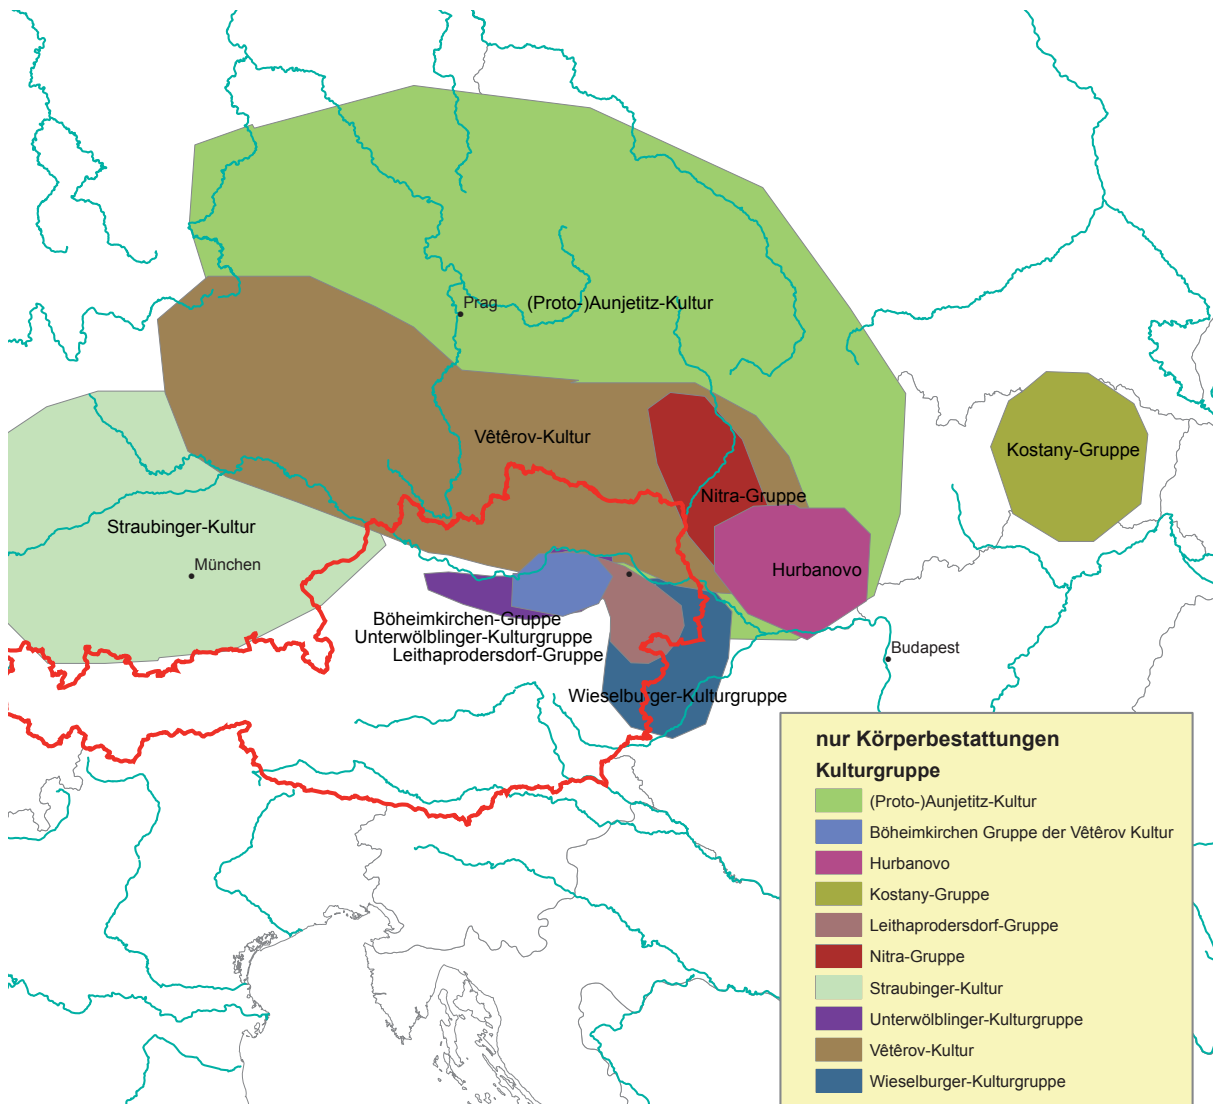 Prag
(Proto-)Aunjetitz-Kultur
Vêtêrov-Kultur
Kostany-Gruppe
Nitra-Gruppe
Straubinger-Kultur
München
Hurbanovo
Böheimkirchen-Gruppe
Unterwölblinger-Kulturgruppe
Leithaprodersdorf-Gruppe
Budapest
Wieselburger-Kulturgruppe
nur Körperbestattungen
Kulturgruppe
(Proto-)Aunjetitz-Kultur
Böheimkirchen Gruppe der Vêtêrov Kultur
Hurbanovo
Kostany-Gruppe
Leithaprodersdorf-Gruppe
Nitra-Gruppe
Straubinger-Kultur
Unterwölblinger-Kulturgruppe
Vêtêrov-Kultur
Wieselburger-Kulturgruppe